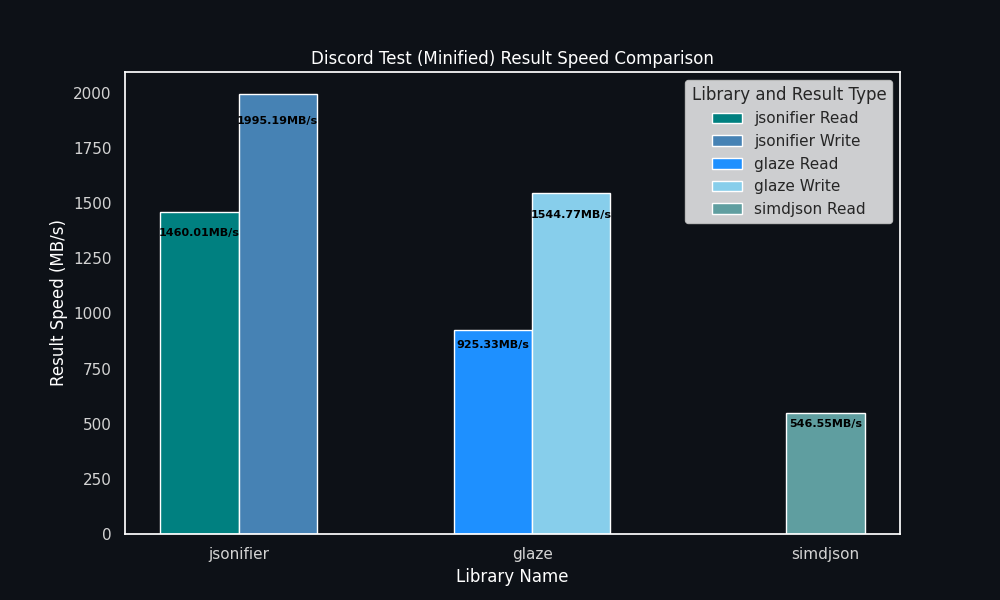 Discord Test (Minified) Result Speed Comparison
Result Speed (MB/s)
2000
1750
1500
1250
1000
750
500
250
0
1460.01MB/s
1995.19MB/s
925.33MB/s
1544.77MB/s
546.55MB/s
Library and Result Type
jsonifier Read
jsonifier Write
glaze Read
glaze Write
simdjson Read
jsonifier
glaze
simdjson
Library Name